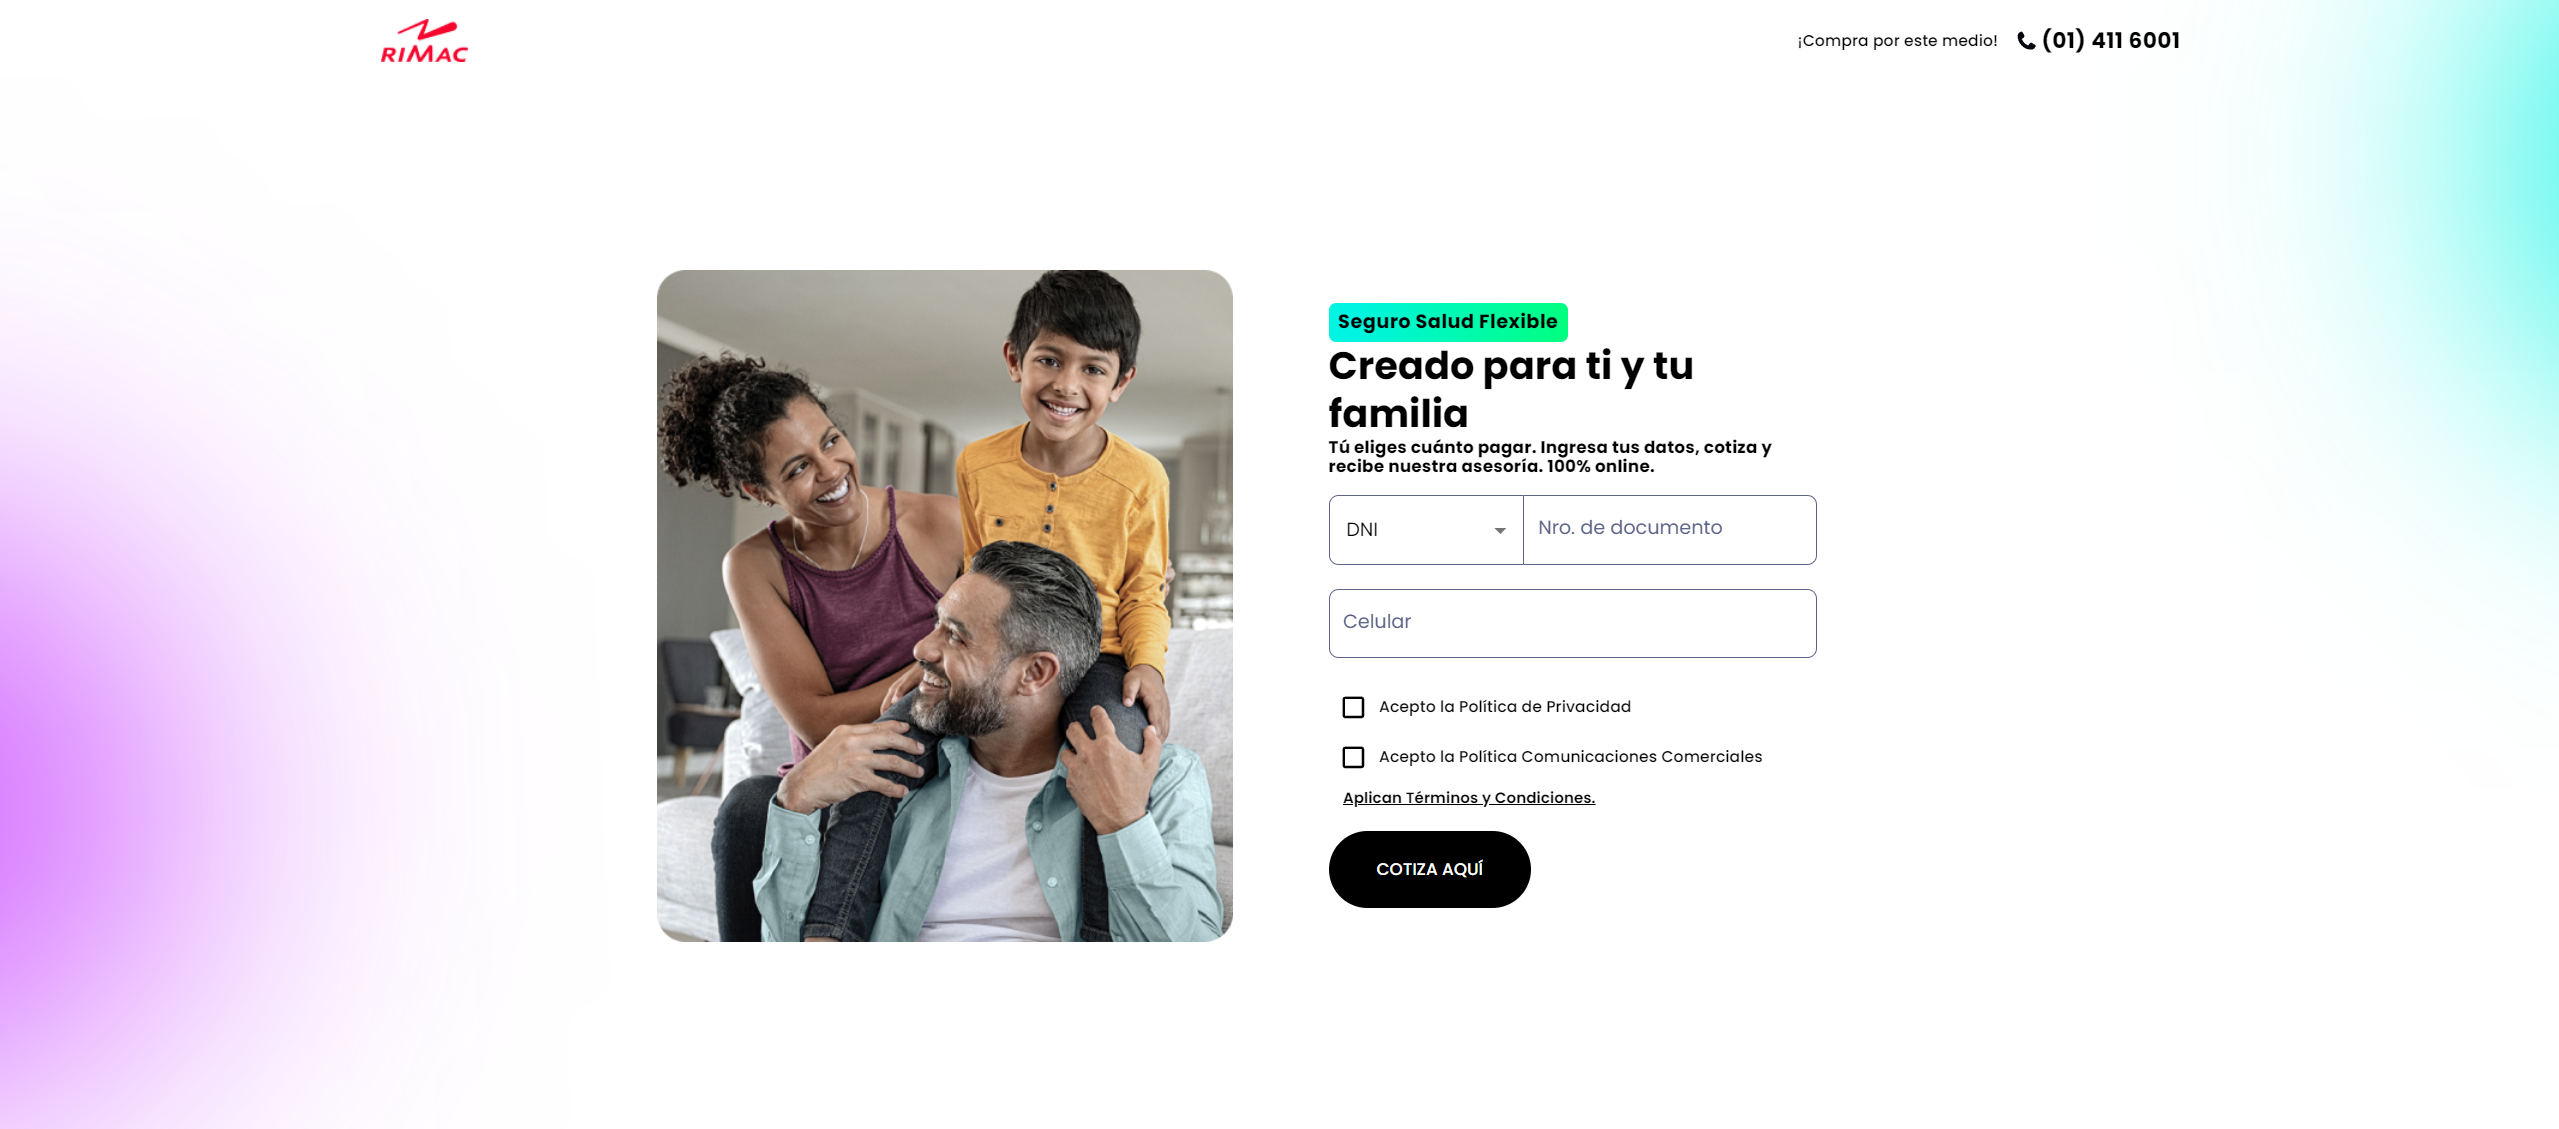 RIMAC
¡Compra por este medio!
(01) 411 6001
Seguro Salud Flexible
Creado para ti y tu
familia
Tú eliges cuánto pagar. Ingresa tus datos, cotiza y
recibe nuestra asesoría. 100% online.
DNI
Nro. de documento
Celular
Acepto la Política de Privacidad
Acepto la Política Comunicaciones Comerciales
Aplican Términos y Condiciones.
COTIZA AQUÍ